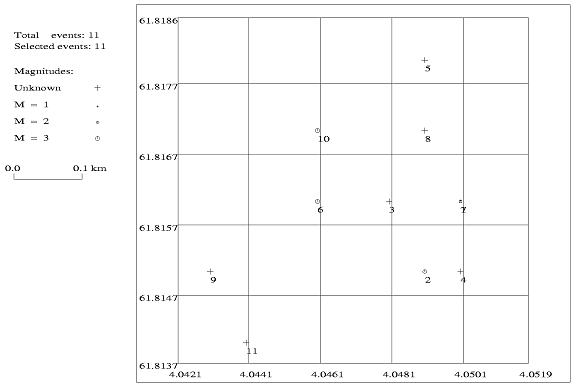 Total events: 11
Selected events: 11
Magnitudes:
Unknown
M = 1
M = 2
M = 3
0.0 0.1 km
61.8186
5
61.8177
10 8
61.8167
6 3
61.8157
9 2 4
61.8147
11
61.8137
4.0421 4.0441 4.0461 4.0481 4.0501 4.0519